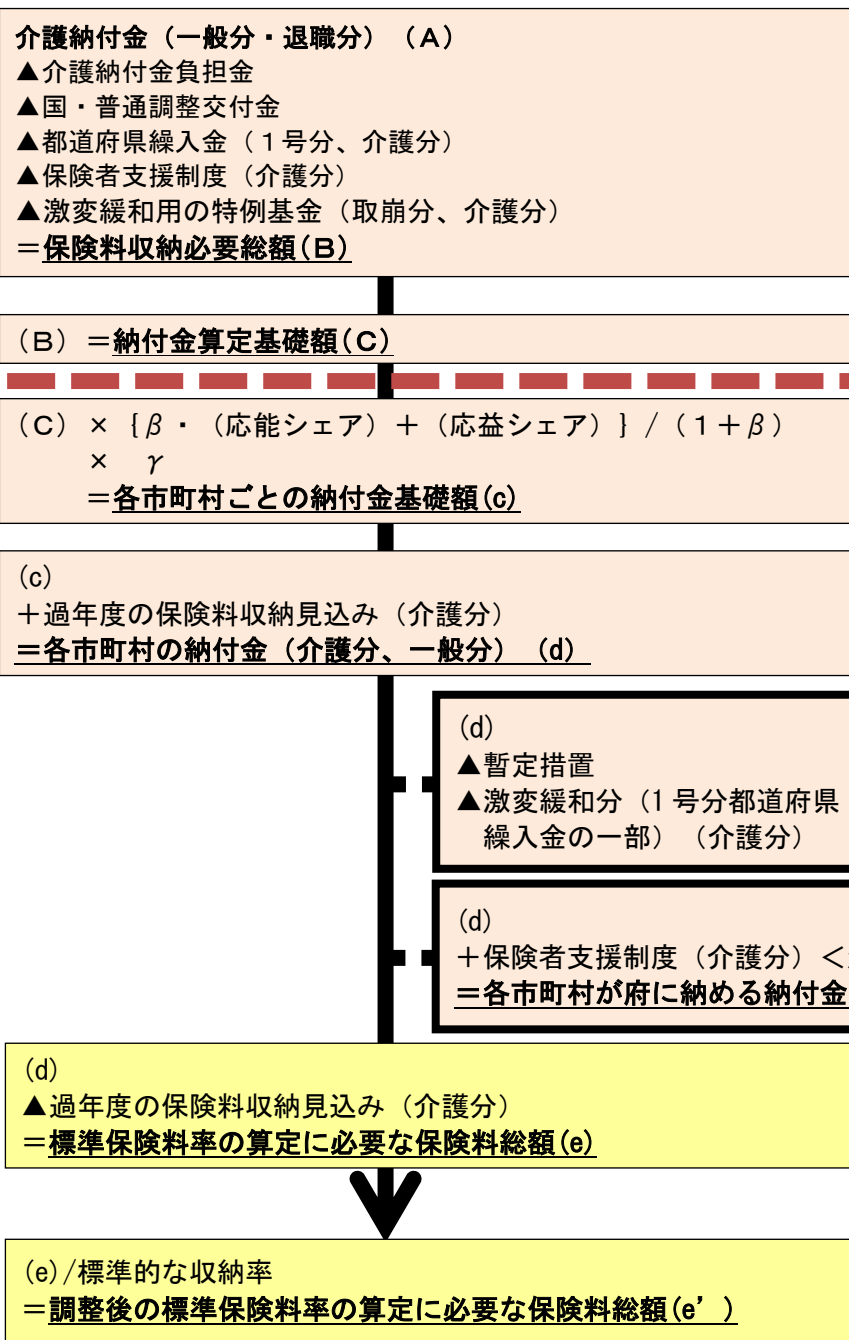 介護納付金（一般分・退職分）（Ａ）
▲介護納付金負担金
▲国・普通調整交付金
▲都道府県繰入金（１号分、介護分）
▲保険者支援制度（介護分）
▲激変緩和用の特例基金（取崩分、介護分）
＝保険料収納必要総額(Ｂ)
（Ｂ）＝納付金算定基礎額(Ｃ)
（Ｃ）×｛β・（応能シェア）＋（応益シェア）｝/（１＋β）
×　γ
＝各市町村ごとの納付金基礎額(c)
(c)
＋過年度の保険料収納見込み（介護分）
＝各市町村の納付金（介護分、一般分）(d)
(d)
▲暫定措置
▲激変緩和分（1号分都道府県
繰入金の一部）（介護分）
(d)
＋保険者支援制度（介護分）＜
＝各市町村が府に納める納付金
(d)
▲過年度の保険料収納見込み（介護分）
＝標準保険料率の算定に必要な保険料総額(e)
(e)/標準的な収納率
＝調整後の標準保険料率の算定に必要な保険料総額(e’)